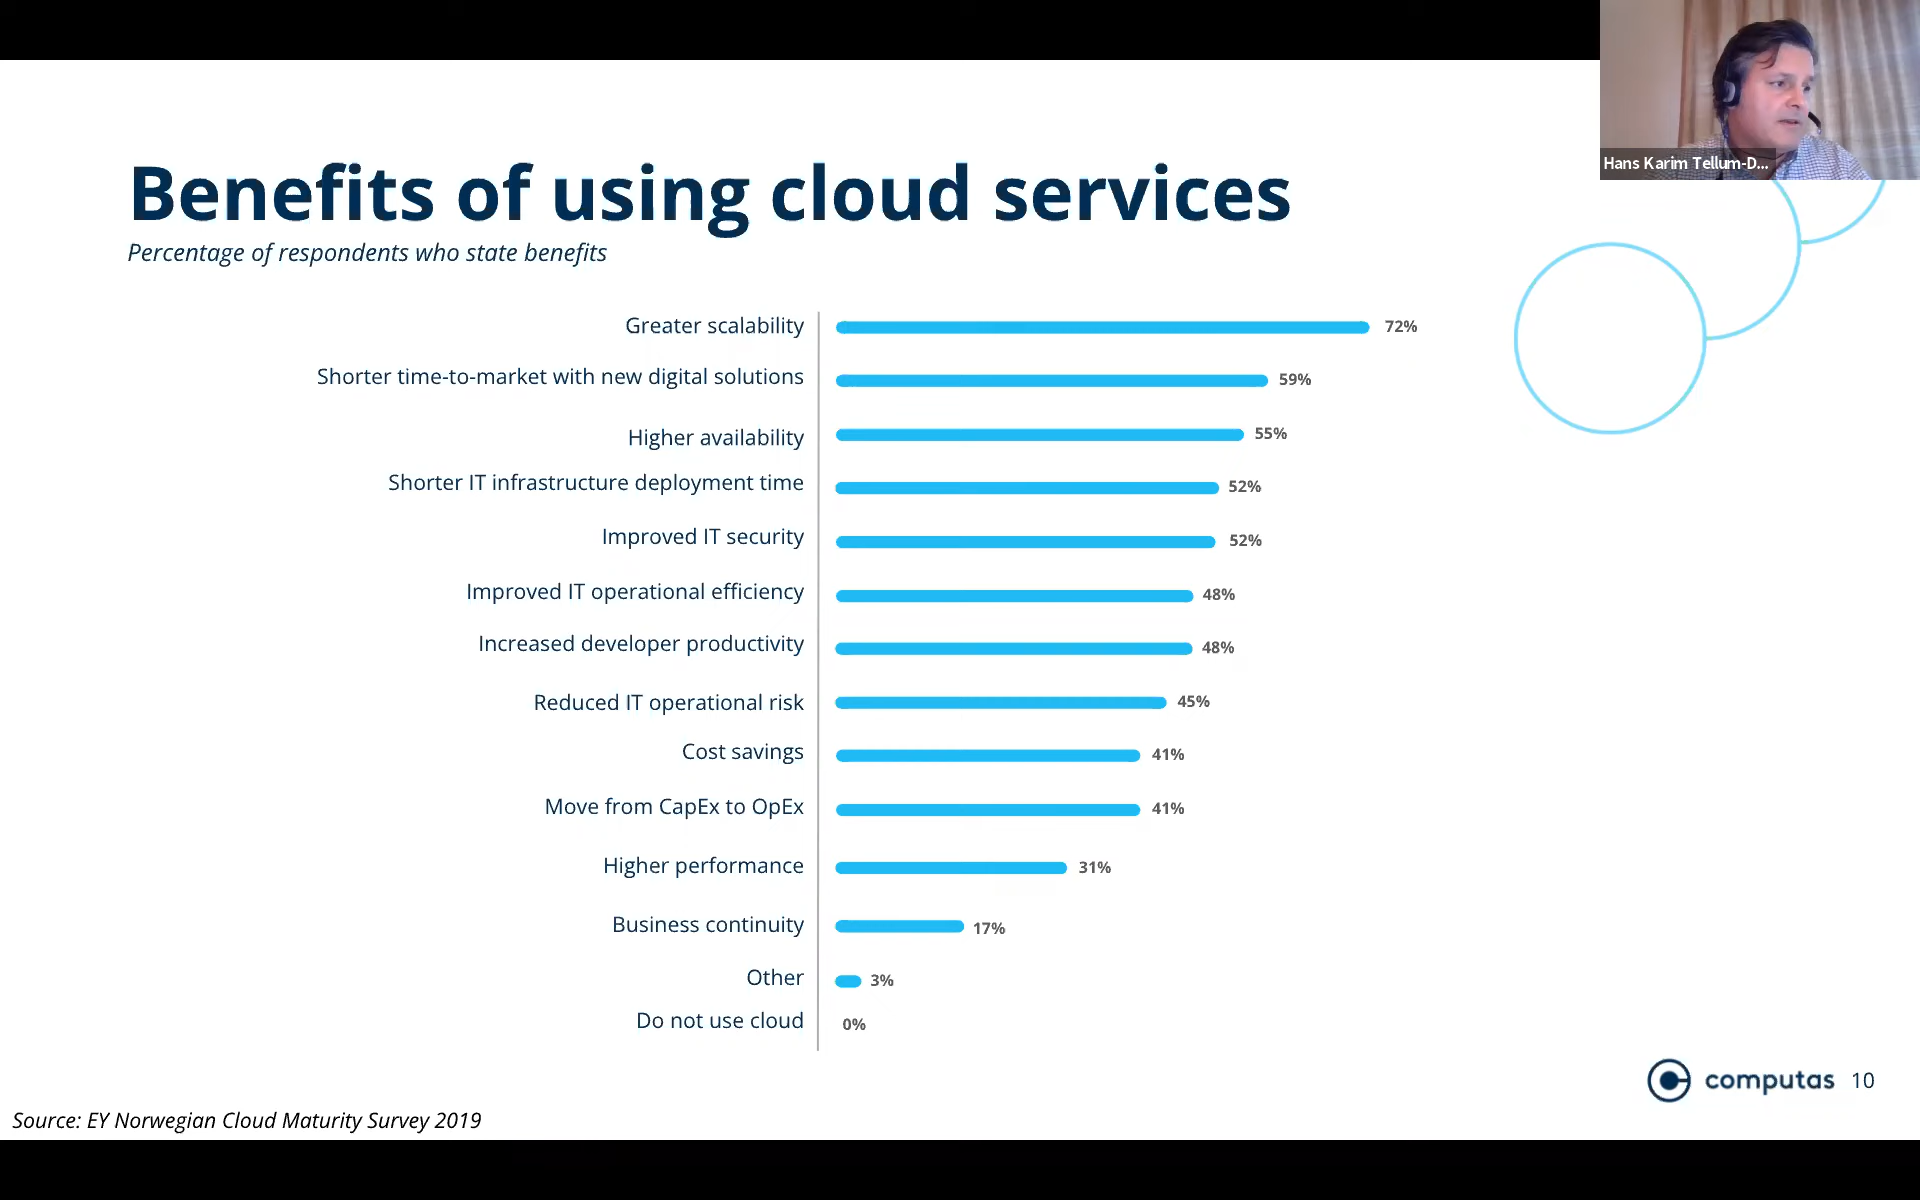 Hans Karim Tellum-D...
Benefits of using cloud services
Percentage of respondents who state benefits
Greater scalability 72%
Shorter time-to-market with new digital solutions 59%
Higher availability 55%
Shorter IT infrastructure deployment time 52%
Improved IT security 52%
Improved IT operational efficiency 48%
Increased developer productivity 48%
Reduced IT operational risk 45%
Cost savings 41%
Move from CapEx to OpEx 41%
Higher performance 31%
Business continuity 17%
Other 3%
Do not use cloud 0%
computas 10
Source: EY Norwegian Cloud Maturity Survey 2019